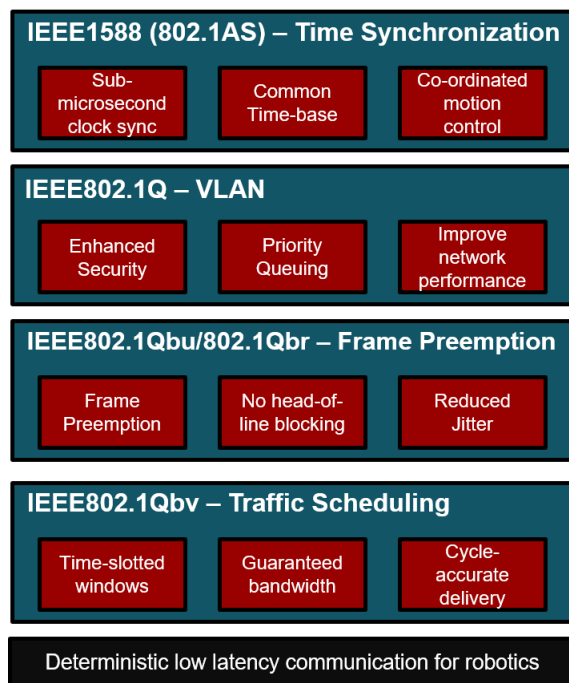 IEEE1588 (802.1AS) – Time Synchronization
Sub-
microsecond
clock sync
Common
Time-base
Co-ordinated
motion
control
IEEE802.1Q – VLAN
Enhanced
Security
Priority
Queuing
Improve
network
performance
IEEE802.1Qbu/802.1Qbr – Frame Preemption
Frame
Preemption
No head-of-
line blocking
Reduced
Jitter
IEEE802.1Qbv – Traffic Scheduling
Time-slotted
windows
Guaranteed
bandwidth
Cycle-
accurate
delivery
Deterministic low latency communication for robotics